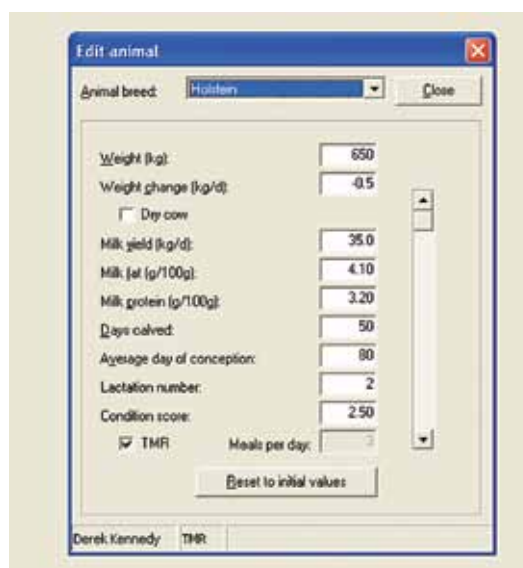 Edit animal
Animal breed: Holstein Close
Weight (kg): 650
Weight change (kg/d): -0.5
Dry cow
Milk yield (kg/d): 35.0
Milk fat (g/100g): 4.10
Milk protein (g/100g): 3.20
Days calved: 50
Average day of conception: 80
Lactation number: 2
Condition score: 2.50
TMR Meals per day: 3
Reset to initial values
Derek Kennedy TMR